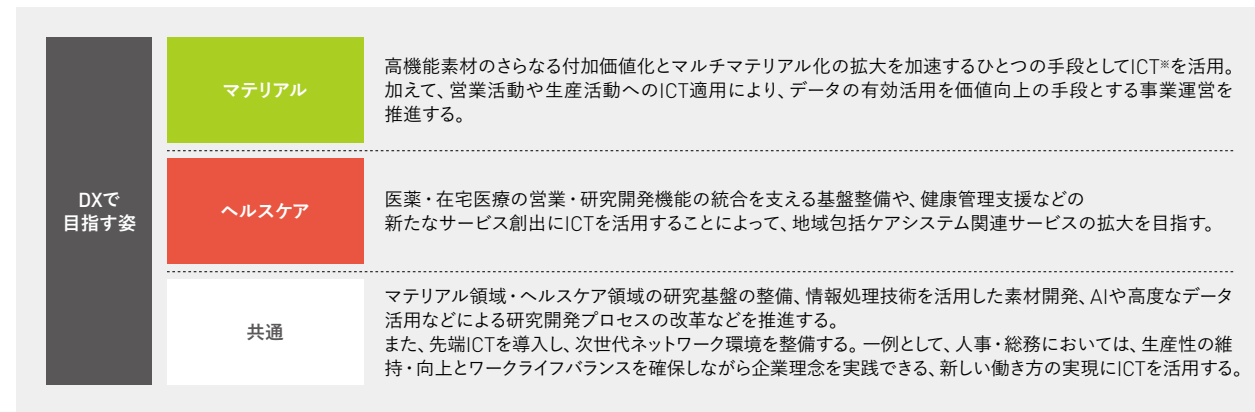 DXで
目指す姿
マテリアル
高機能素材のさらなる付加価値化とマルチマテリアル化の拡大を加速するひとつの手段としてICT※を活用。
加えて、営業活動や生産活動へのICT適用により、データの有効活用を価値向上の手段とする事業運営を
推進する。
ヘルスケア
医薬・在宅医療の営業・研究開発機能の統合を支える基盤整備や、健康管理支援などの
新たなサービス創出にICTを活用することによって、地域包括ケアシステム関連サービスの拡大を目指す。
共通
マテリアル領域・ヘルスケア領域の研究基盤の整備、情報処理技術を活用した素材開発、AIや高度なデータ
活用などによる研究開発プロセスの改革などを推進する。
また、先端ICTを導入し、次世代ネットワーク環境を整備する。一例として、人事・総務においては、生産性の維
持・向上とワークライフバランスを確保しながら企業理念を実践できる、新しい働き方の実現にICTを活用する。